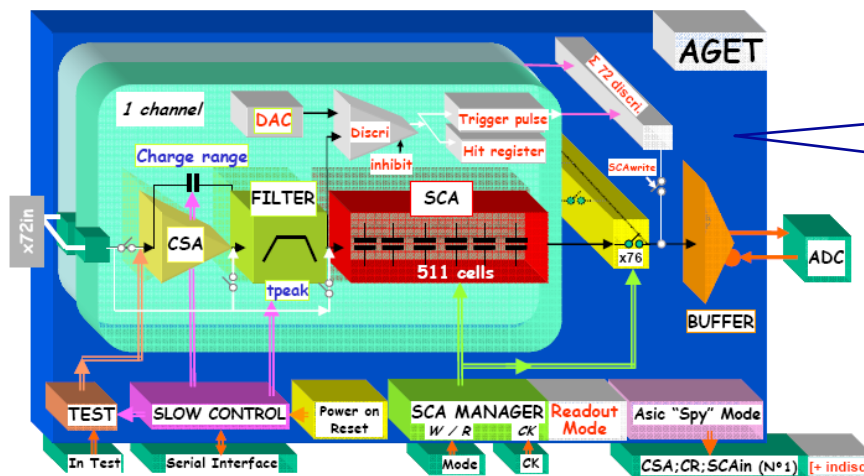 AGET
1 channel
Σ 72 discri.
DAC
Discri
Trigger pulse
Hit register
inhibit
SCAwrite
Charge range
FILTER
SCA
x72in
CSA
tpeak
511 cells
x76
BUFFER
ADC
TEST
SLOW CONTROL
Power on
Reset
SCA MANAGER
W / R
CK
Readout
Mode
Asic "Spy" Mode
In Test
Serial Interface
Mode
CK
CSA;CR;SCAin (N°1)